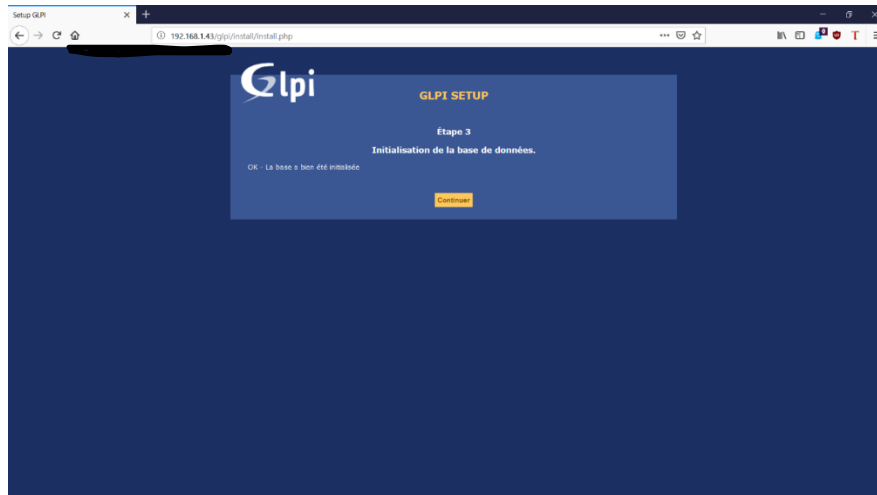 Setup GLPI
192.168.1.43/glpi/install/install.php
Glpi
GLPI SETUP
Étape 3
Initialisation de la base de données.
OK - La base a bien été initialisée
Continuer